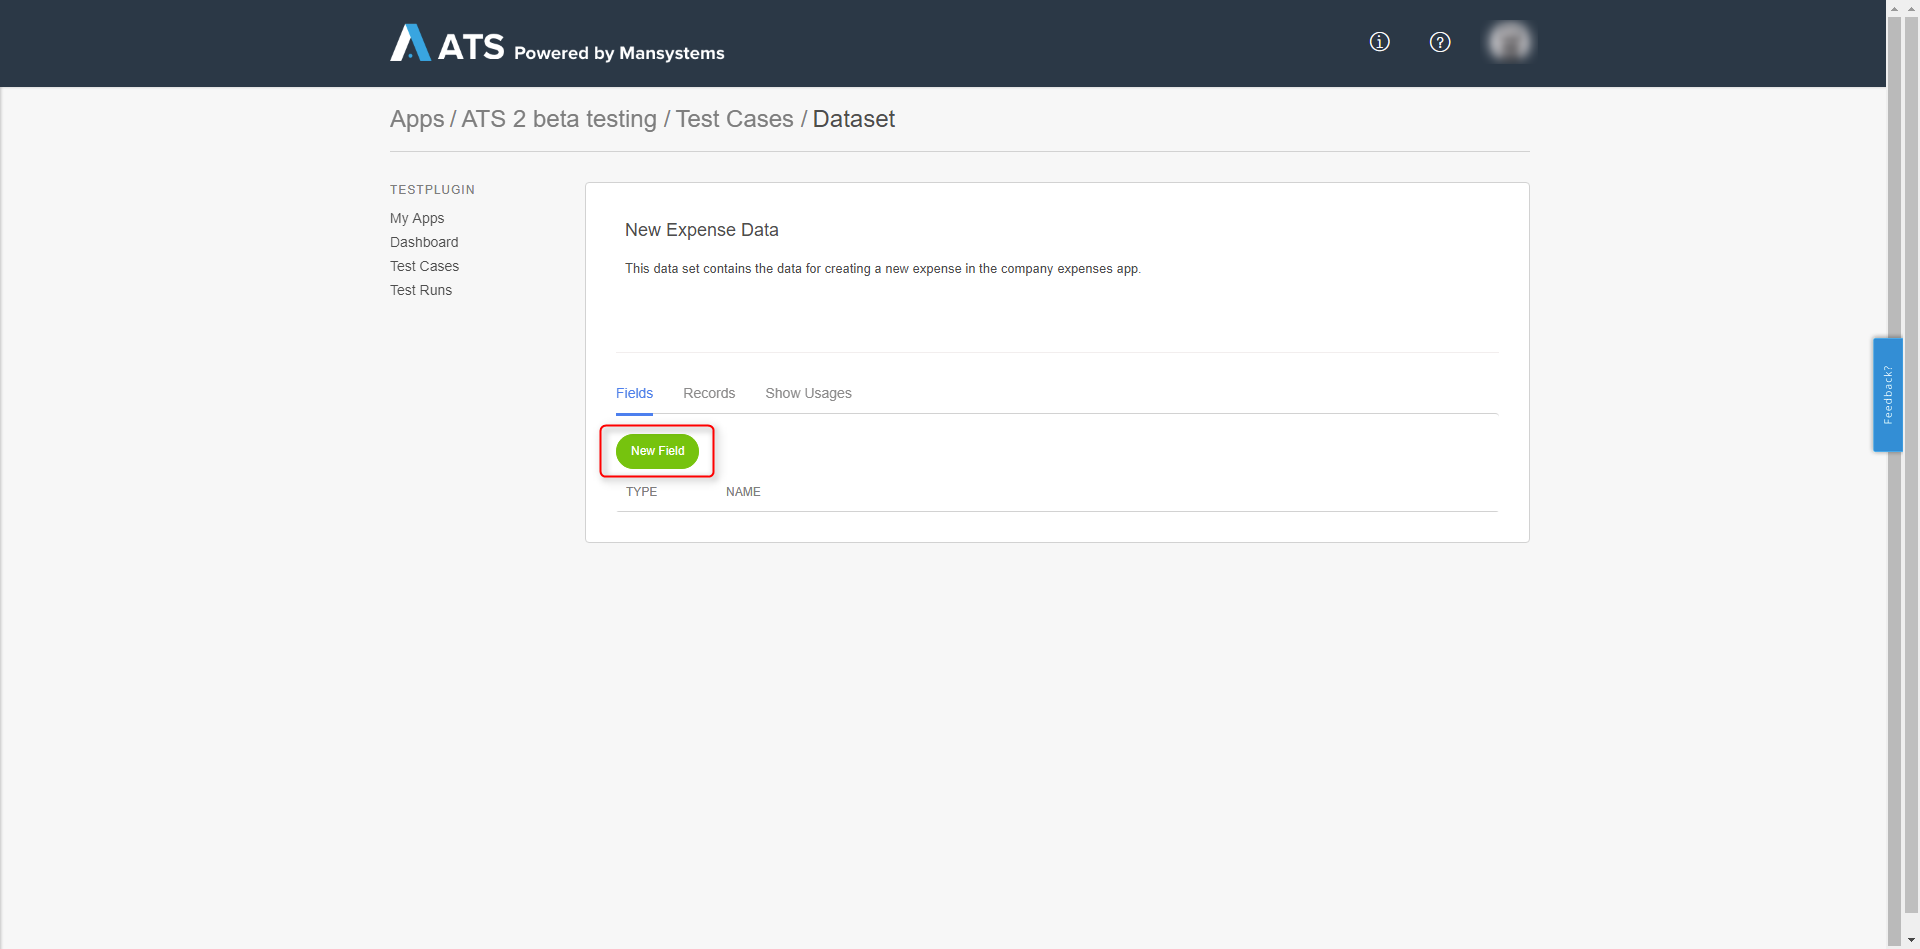 ATS Powered by Mansystems
Apps / ATS 2 beta testing / Test Cases / Dataset
TESTPLUGIN
My Apps
Dashboard
Test Cases
Test Runs
New Expense Data
This data set contains the data for creating a new expense in the company expenses app.
Fields Records Show Usages
New Field
TYPE NAME
Feedback?